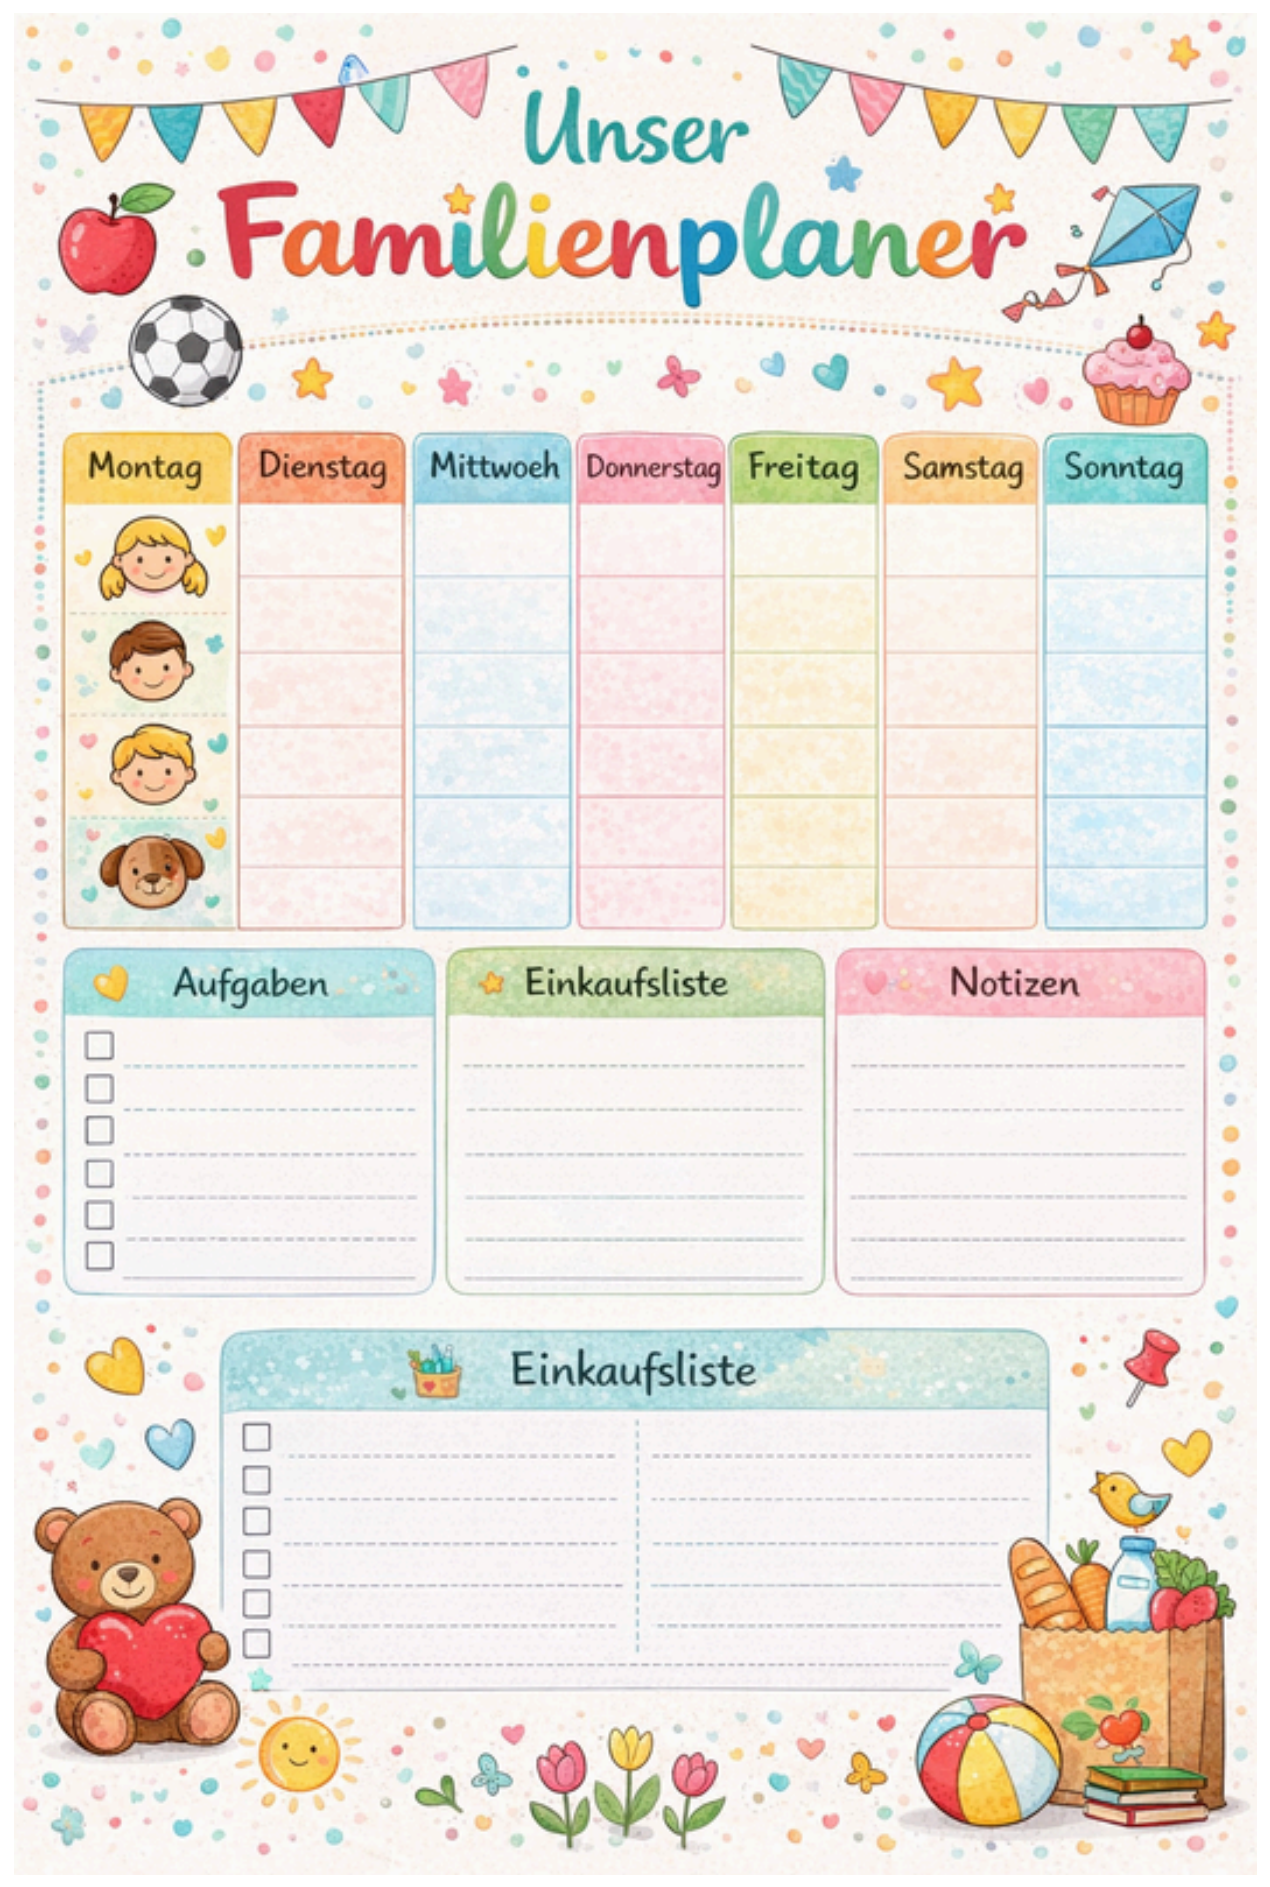 Unser
Familienplaner
Montag Dienstag Mittwoeh Donnerstag Freitag Samstag Sonntag
Aufgaben Einkaufsliste Notizen
Einkaufsliste